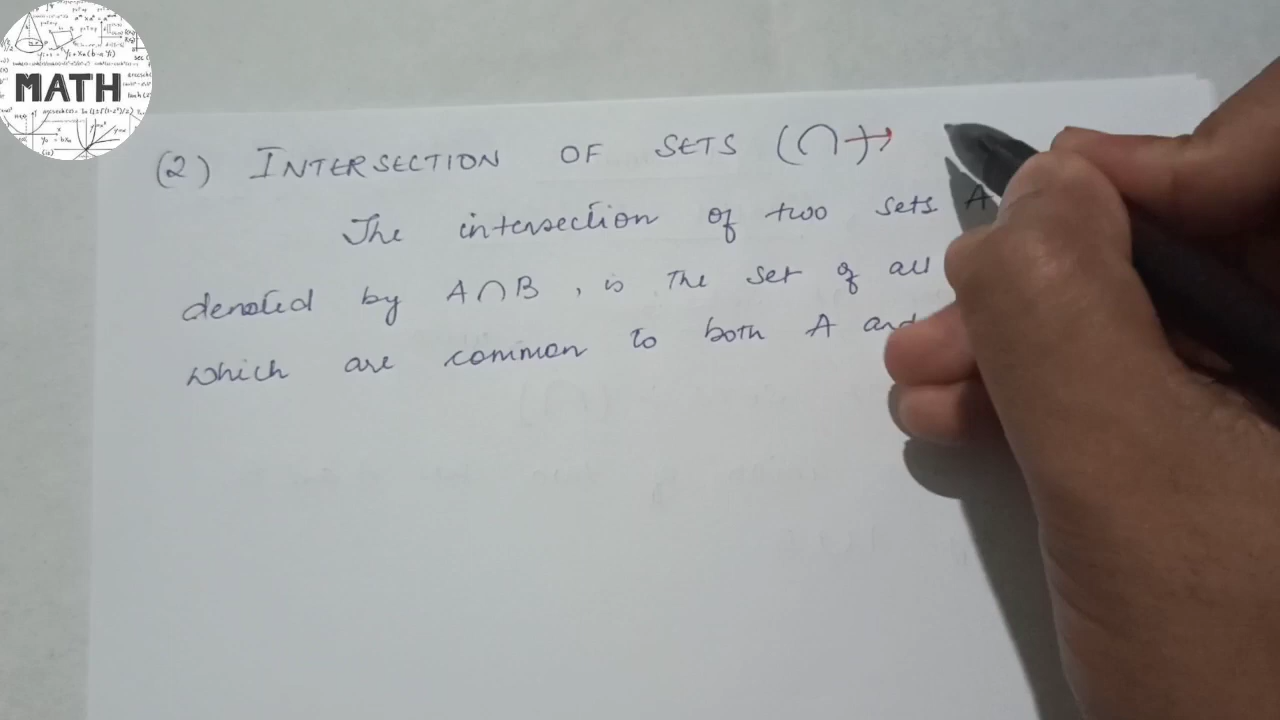 MATH
(2) INTERSECTION OF SETS (∩)→
The intersection of two sets A
denoted by A∩B, is the set of all
which are common to both A and